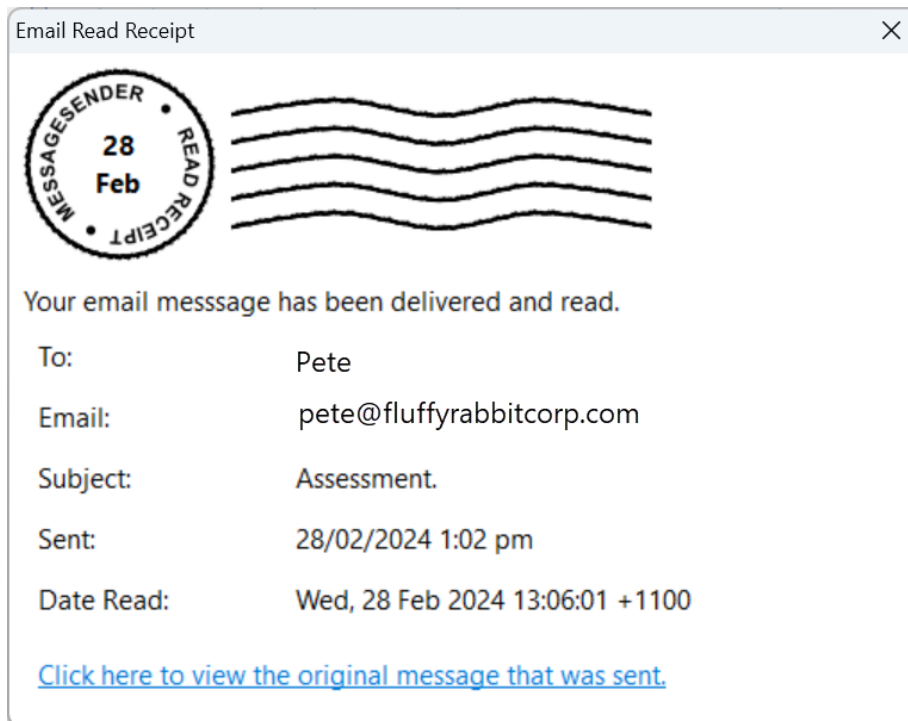 Email Read Receipt
MESSAGESENDER • READ RECEIPT •
28
Feb
Your email messsage has been delivered and read.
To: Pete
Email: pete@fluffyrabbitcorp.com
Subject: Assessment.
Sent: 28/02/2024 1:02 pm
Date Read: Wed, 28 Feb 2024 13:06:01 +1100
Click here to view the original message that was sent.